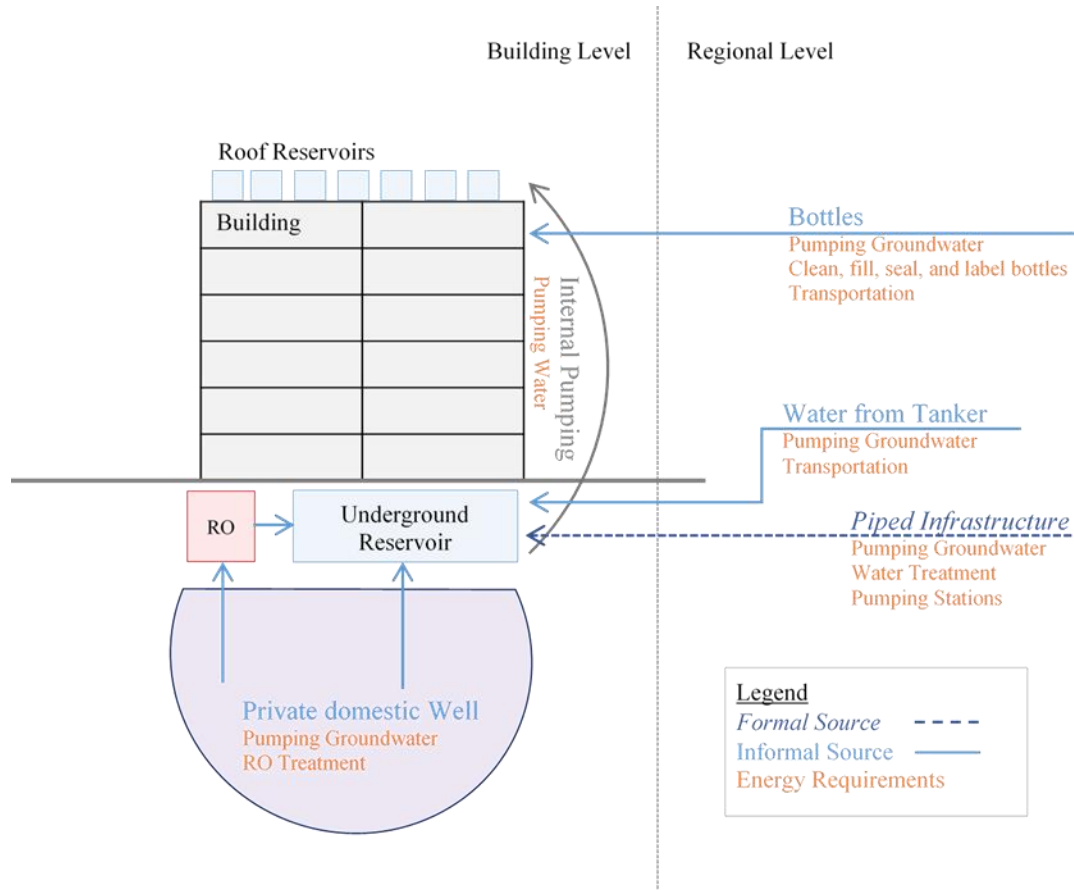 Building Level
Regional Level
Roof Reservoirs
Building
Bottles
Pumping Groundwater
Clean, fill, seal, and label bottles
Transportation
Internal Pumping
Pumping Water
Water from Tanker
Pumping Groundwater
Transportation
RO
Underground
Reservoir
Piped Infrastructure
Pumping Groundwater
Water Treatment
Pumping Stations
Private domestic Well
Pumping Groundwater
RO Treatment
Legend
Formal Source
Informal Source
Energy Requirements